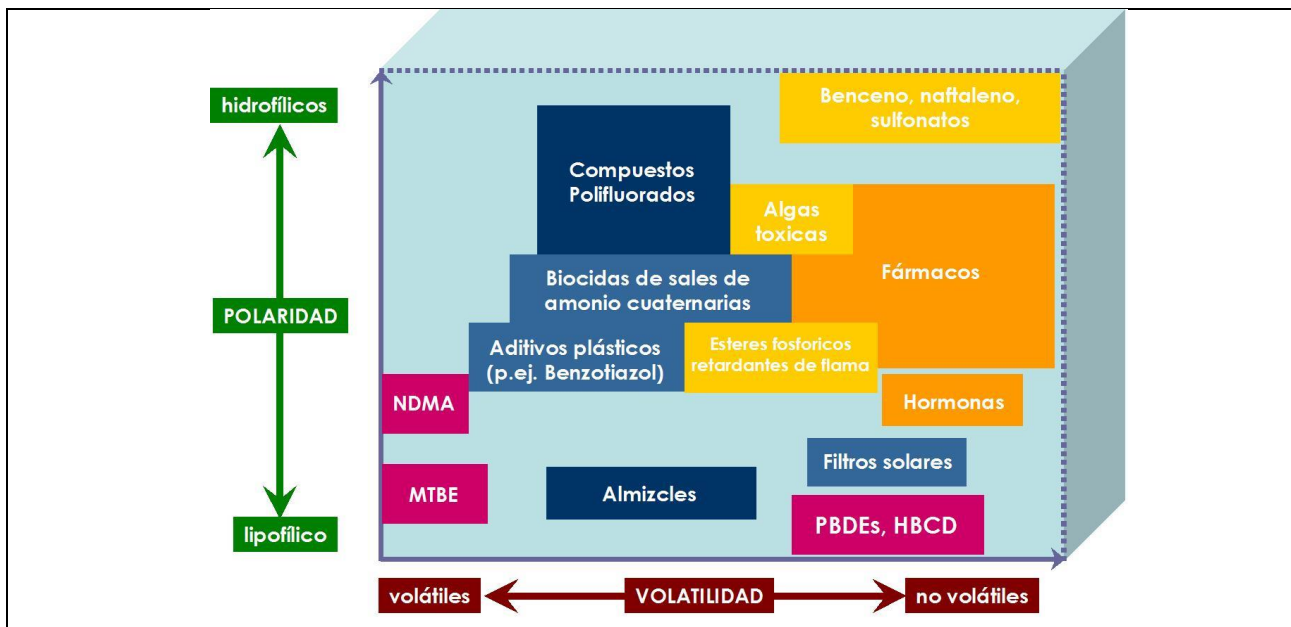 hidrofílicos
Benceno, naftaleno,
sulfonatos
Compuestos
Polifluorados
Algas
toxicas
Fármacos
Biocidas de sales de
amonio cuaternarias
POLARIDAD
Aditivos plásticos
(p.ej. Benzotiazol)
Esteres fosforicos
retardantes de flama
NDMA
Hormonas
Filtros solares
MTBE
Almizcles
PBDEs, HBCD
lipofílico
volátiles
VOLATILIDAD
no volátiles